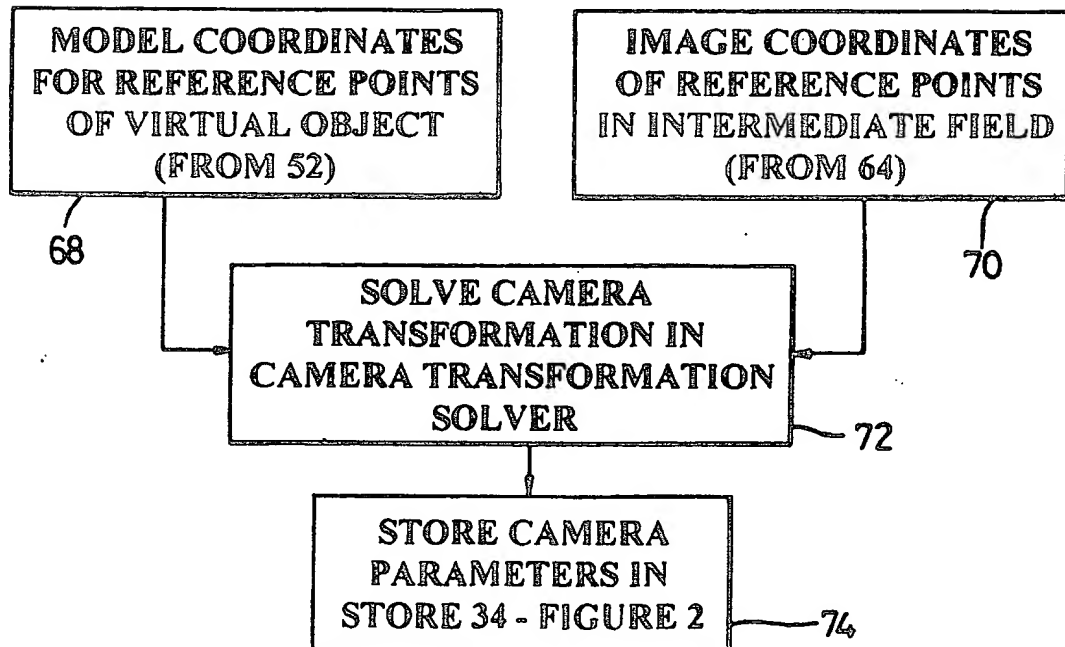 MODEL COORDINATES
FOR REFERENCE POINTS
OF VIRTUAL OBJECT
(FROM 52)
68
IMAGE COORDINATES
OF REFERENCE POINTS
IN INTERMEDIATE FIELD
(FROM 64)
70
SOLVE CAMERA
TRANSFORMATION IN
CAMERA TRANSFORMATION
SOLVER
72
STORE CAMERA
PARAMETERS IN
STORE 34 - FIGURE 2
74